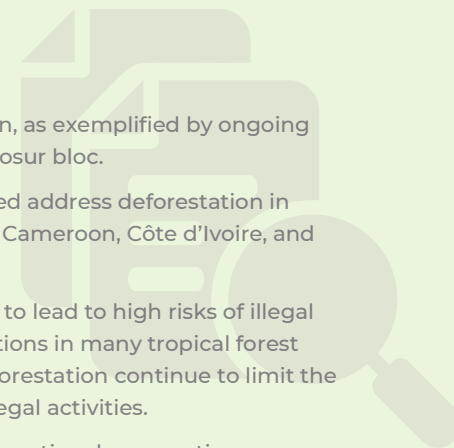 n, as exemplified by ongoing
osur bloc.
ed address deforestation in
Cameroon, Côte d’Ivoire, and
to lead to high risks of illegal
tions in many tropical forest
orestation continue to limit the
egal activities.